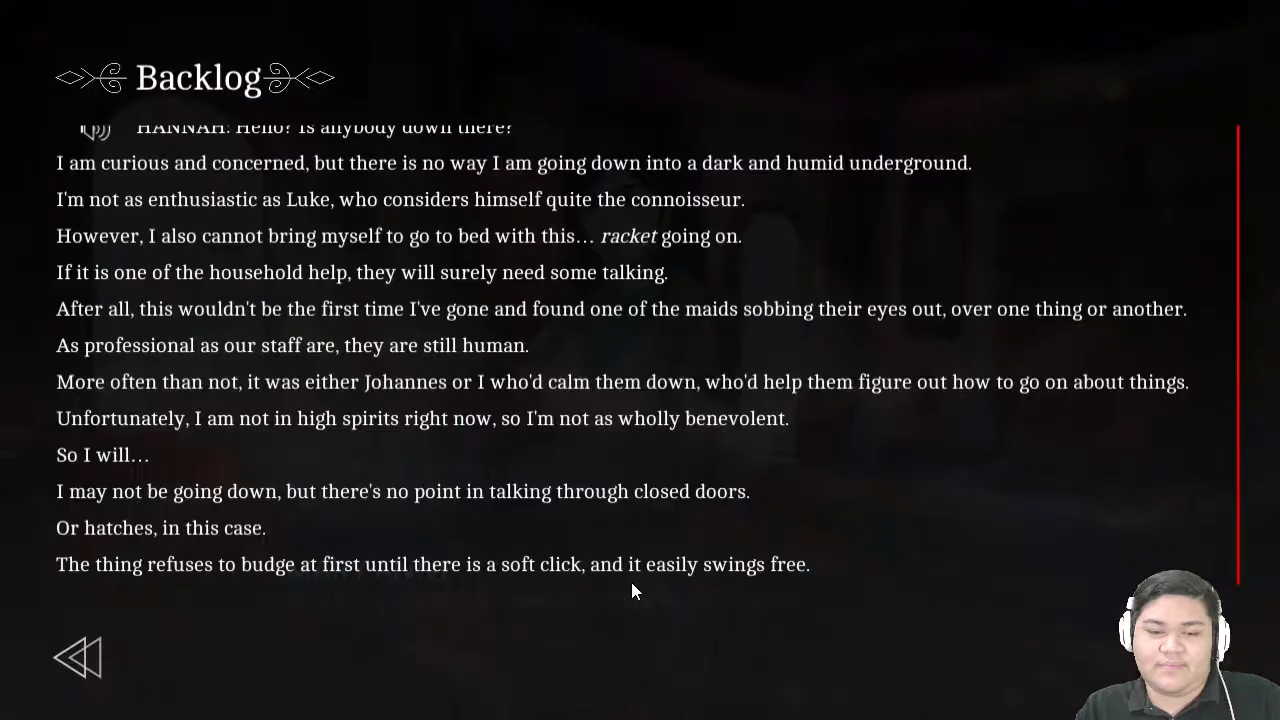 Backlog
HANNAH: Hello? Is anybody down there?
I am curious and concerned, but there is no way I am going down into a dark and humid underground.
I'm not as enthusiastic as Luke, who considers himself quite the connoisseur.
However, I also cannot bring myself to go to bed with this… racket going on.
If it is one of the household help, they will surely need some talking.
After all, this wouldn't be the first time I've gone and found one of the maids sobbing their eyes out, over one thing or another.
As professional as our staff are, they are still human.
More often than not, it was either Johannes or I who'd calm them down, who'd help them figure out how to go on about things.
Unfortunately, I am not in high spirits right now, so I'm not as wholly benevolent.
So I will…
I may not be going down, but there's no point in talking through closed doors.
Or hatches, in this case.
The thing refuses to budge at first until there is a soft click, and it easily swings free.